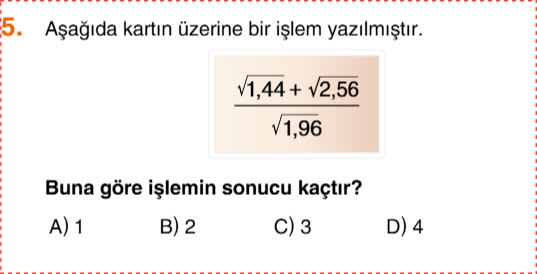 5. Aşağıda kartın üzerine bir işlem yazılmıştır.
√1,44 + √2,56
√1,96
Buna göre işlemin sonucu kaçtır?
A) 1 B) 2 C) 3 D) 4